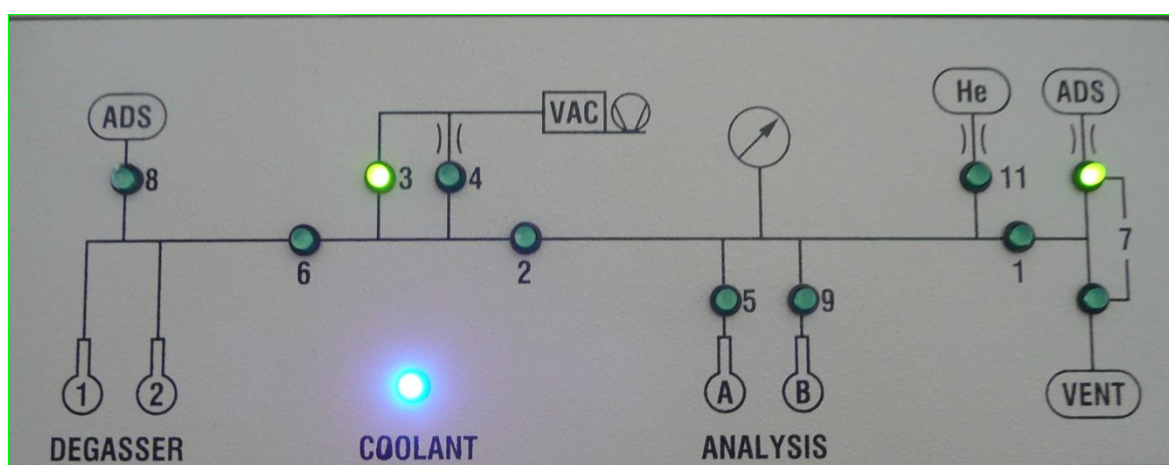 He ADS
ADS VAC
8 3 4 11
7
6 2 1
5 9
1 2 A B VENT
DEGASSER COOLANT ANALYSIS